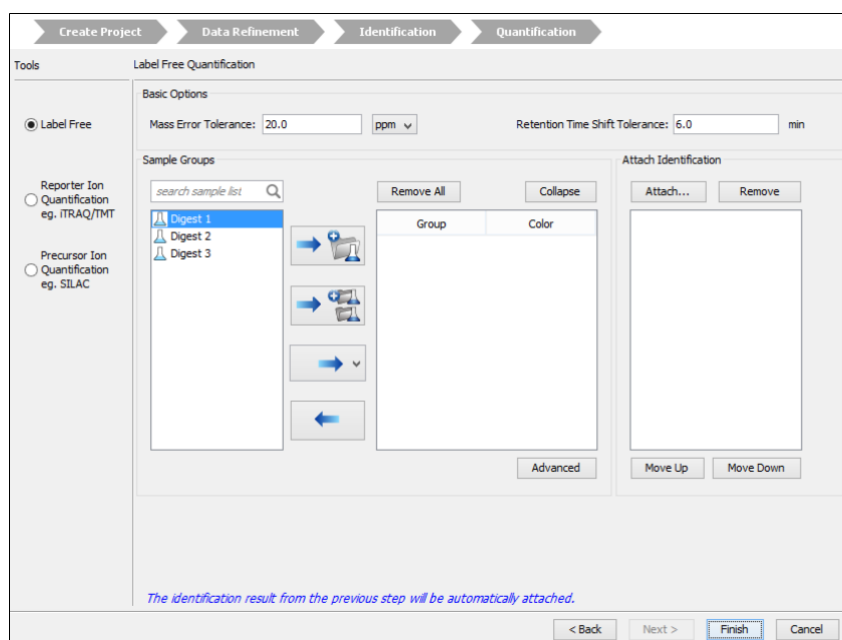 Create Project
Data Refinement
Identification
Quantification
Tools
Label Free Quantification
Basic Options
Label Free
Mass Error Tolerance: 20.0 ppm
Retention Time Shift Tolerance: 6.0 min
Sample Groups
Attach Identification
search sample list
Remove All
Collapse
Attach...
Remove
Reporter Ion
Quantification
eg. iTRAQ/TMT
Digest 1
Digest 2
Digest 3
Group
Color
Precursor Ion
Quantification
eg. SILAC
Advanced
Move Up
Move Down
The identification result from the previous step will be automatically attached.
< Back
Next >
Finish
Cancel